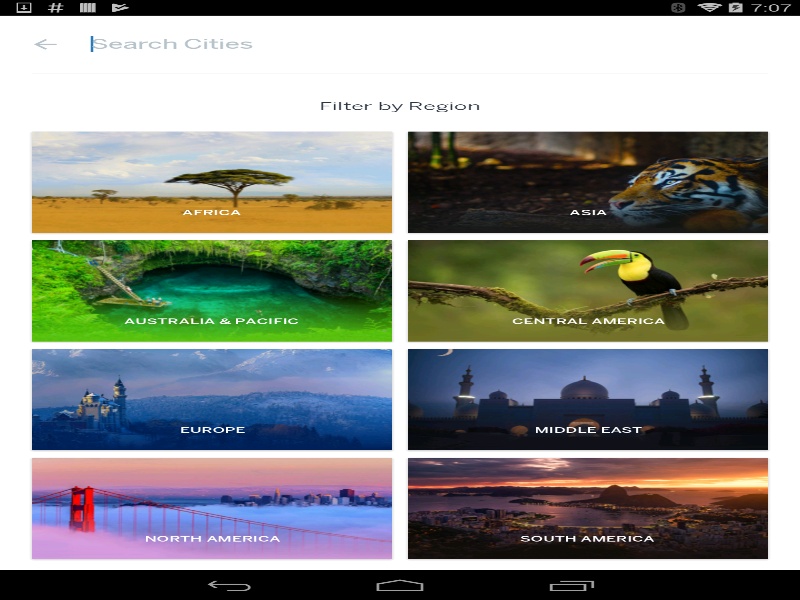 7:07
Search Cities
Filter by Region
AFRICA
ASIA
AUSTRALIA & PACIFIC
CENTRAL AMERICA
EUROPE
MIDDLE EAST
NORTH AMERICA
SOUTH AMERICA